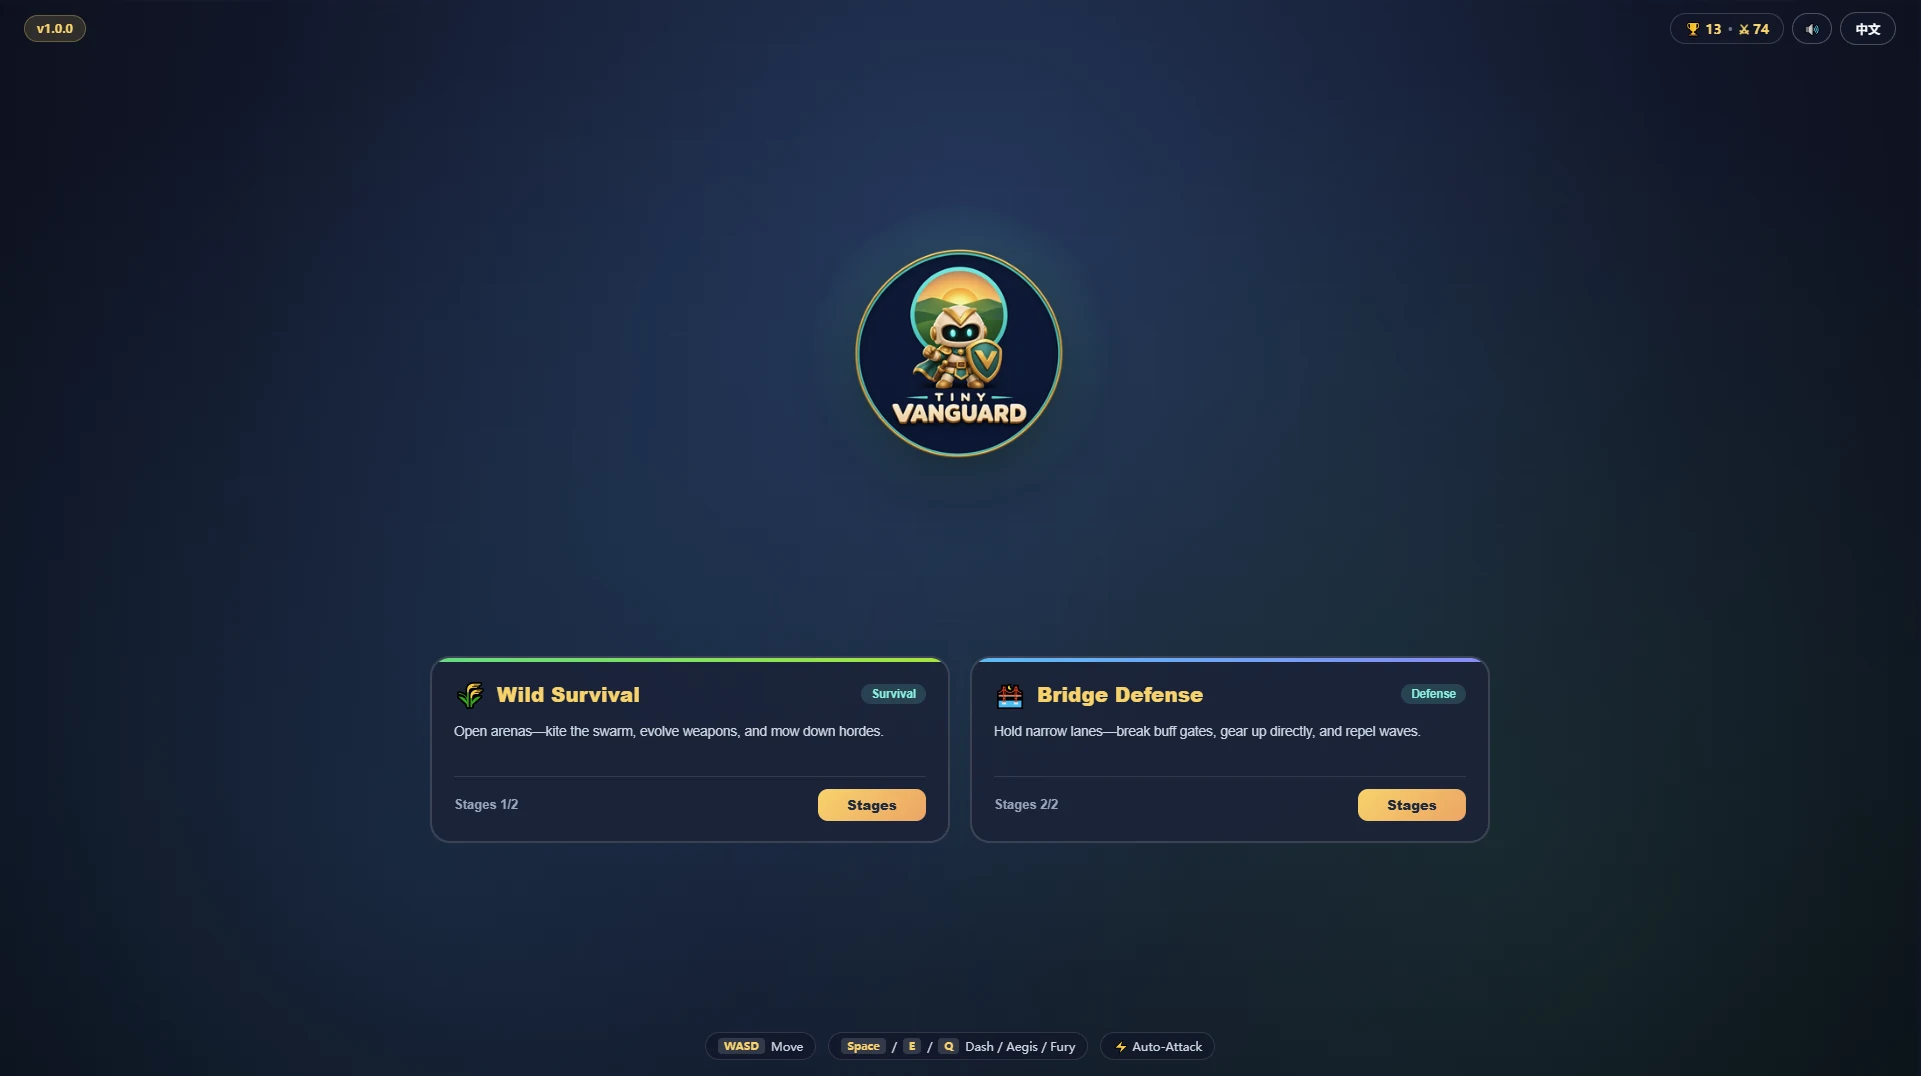 v1.0.0
13 • 74
中文
TINY
VANGUARD
V
Wild Survival
Survival
Open arenas—kite the swarm, evolve weapons, and mow down hordes.
Stages 1/2
Stages
Bridge Defense
Defense
Hold narrow lanes—break buff gates, gear up directly, and repel waves.
Stages 2/2
Stages
WASD Move
Space / E / Q Dash / Aegis / Fury
Auto-Attack